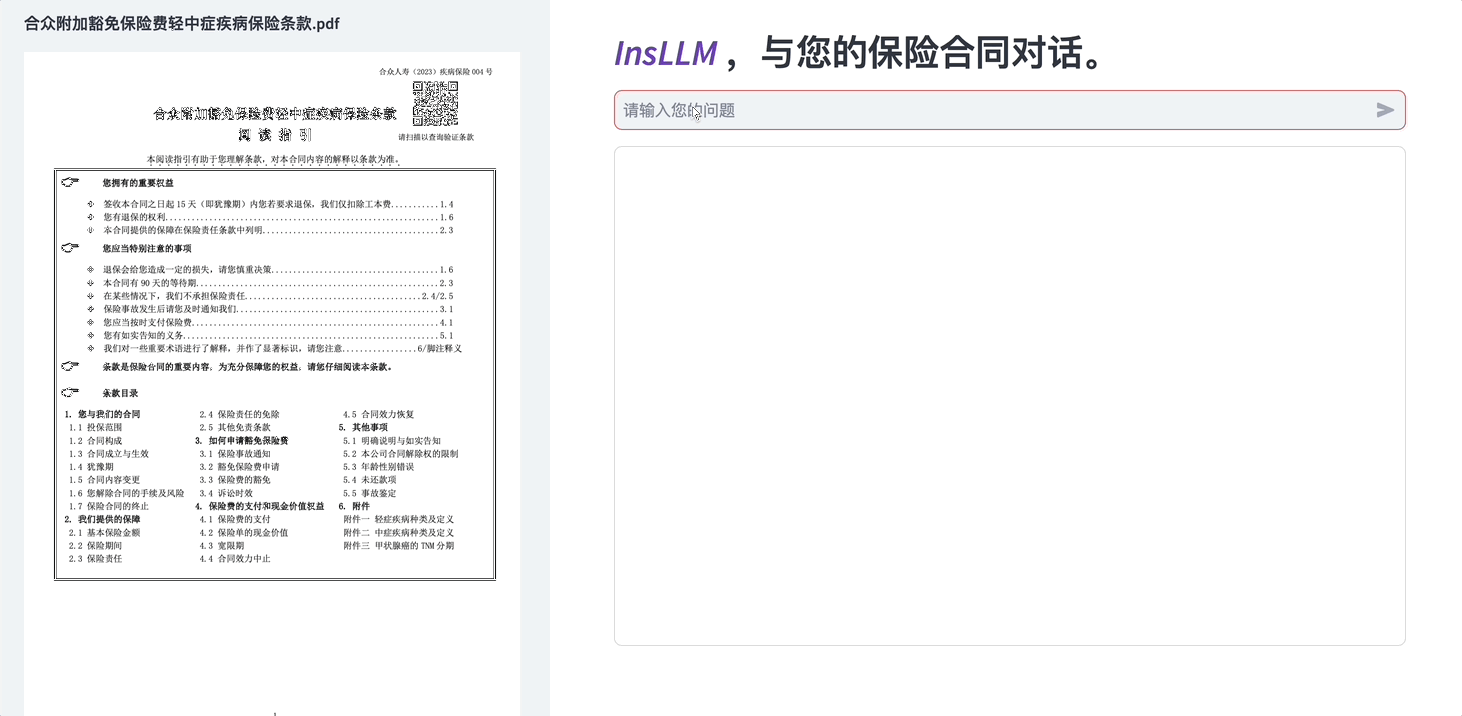 合众附加豁免保险费轻中症疾病保险条款.pdf
合众人寿（2023）疾病保险 004 号
合众附加豁免保险费轻中症疾病保险条款
阅 读 指 引
请扫描以查询验证条款
本阅读指引有助于您理解条款，对本合同内容的解释以条款为准。
您拥有的重要权益
签收本合同之日起 15 天（即犹豫期）内您若要求退保，我们仅扣除工本费...........1.4
您有退保的权利...............................................................1.6
本合同提供的保障在保险责任条款中列明.........................................2.3
您应当特别注意的事项
退保会给您造成一定的损失，请您慎重决策.......................................1.6
本合同有 90 天的等待期........................................................2.3
在某些情况下，我们不承担保险责任.........................................2.4/2.5
保险事故发生后请您及时通知我们...............................................3.1
您应当按时支付保险费.........................................................4.1
您有如实告知的义务...........................................................5.1
我们对一些重要术语进行了解释，并作了显著标识，请您注意.................6/脚注释义
条款是保险合同的重要内容，为充分保障您的权益，请您仔细阅读本条款。
条款目录
1. 您与我们的合同
1.1 投保范围
1.2 合同构成
1.3 合同成立与生效
1.4 犹豫期
1.5 合同内容变更
1.6 您解除合同的手续及风险
1.7 保险合同的终止
2. 我们提供的保障
2.1 基本保险金额
2.2 保险期间
2.3 保险责任
2.4 保险责任的免除
2.5 其他免责条款
3. 如何申请豁免保险费
3.1 保险事故通知
3.2 豁免保险费申请
3.3 保险费的豁免
3.4 诉讼时效
4. 保险费的支付和现金价值权益
4.1 保险费的支付
4.2 保险单的现金价值
4.3 宽限期
4.4 合同效力中止
4.5 合同效力恢复
5. 其他事项
5.1 明确说明与如实告知
5.2 本公司合同解除权的限制
5.3 年龄性别错误
5.4 未还款项
5.5 事故鉴定
6. 附件
附件一 轻症疾病种类及定义
附件二 中症疾病种类及定义
附件三 甲状腺癌的 TNM 分期
InsLLM ，与您的保险合同对话。
请输入您的问题